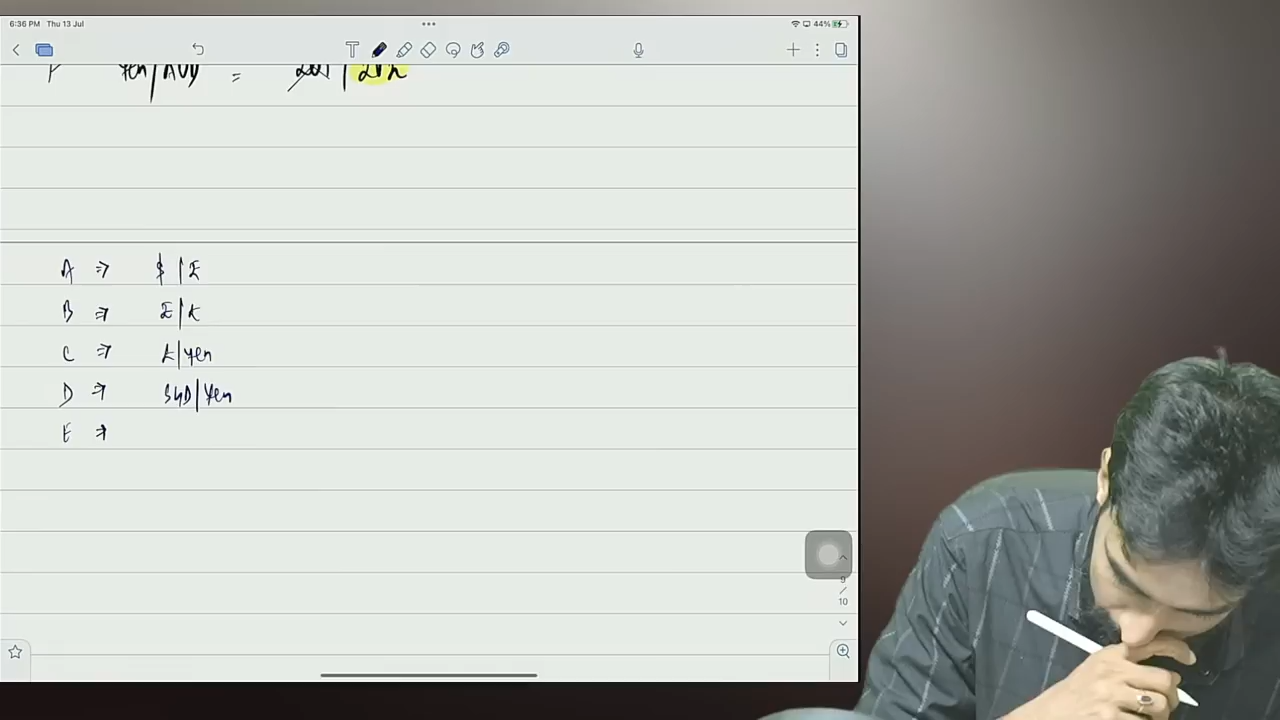 6:36 PM Thu 13 Jul
44%
Yen|AUD =
A ⇒ $|£
B ⇒ £|€
C ⇒ €|Yen
D ⇒ SGD|Yen
E ⇒
9
/
10